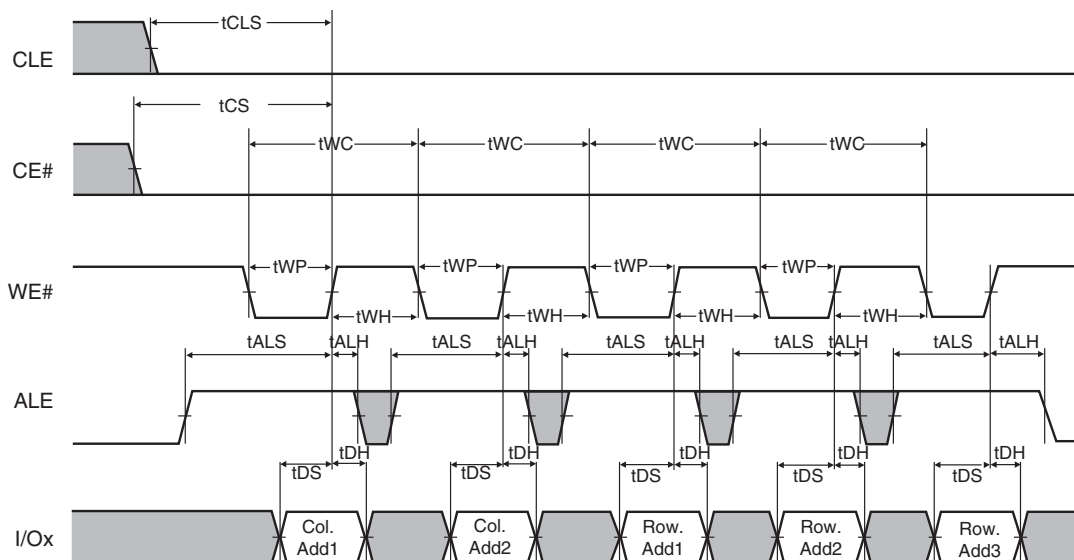 tCLS
CLE
tCS
tWC tWC tWC tWC
CE#
tWP tWP tWP tWP
WE#
tWH tWH tWH tWH
tALS tALH tALS tALH tALS tALH tALS tALH tALS tALH
ALE
tDH tDH tDH tDH tDH
tDS tDS tDS tDS tDS
I/Ox
Col. Col. Row. Row. Row.
Add1 Add2 Add1 Add2 Add3